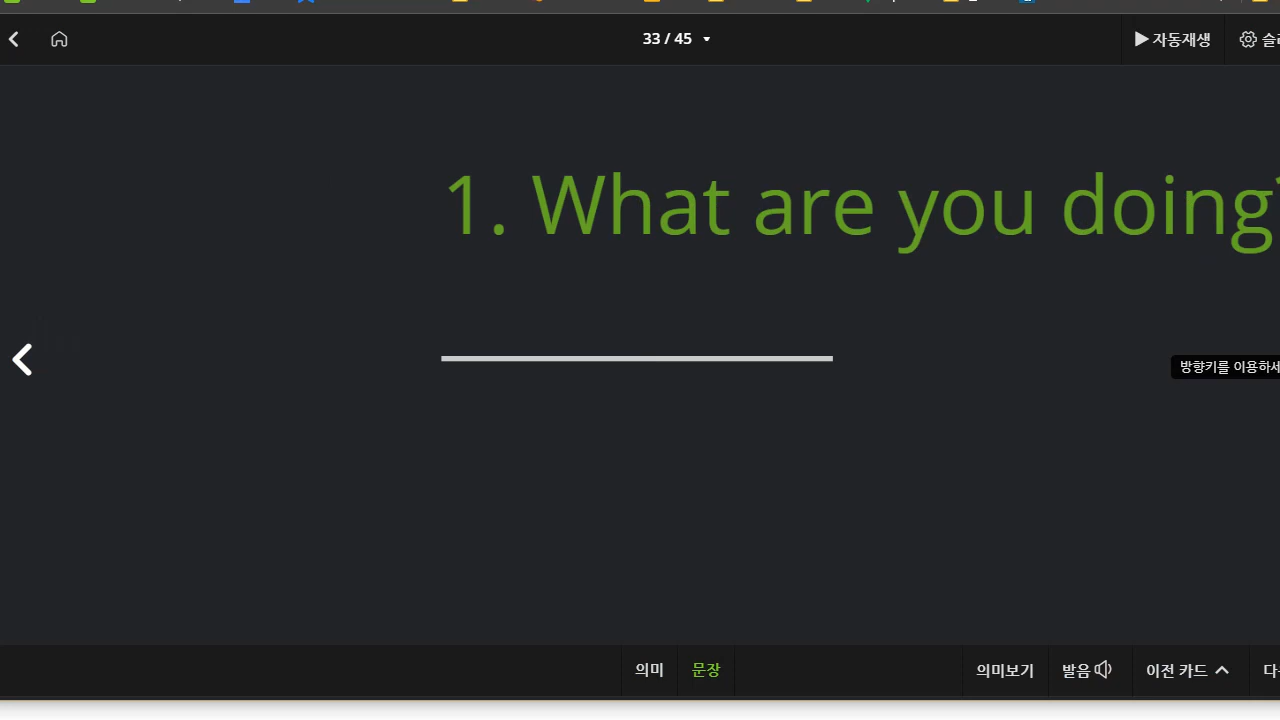 33 / 45
자동재생
1. What are you doing?
방향키를 이용하세
의미
문장
의미보기
발음
이전 카드